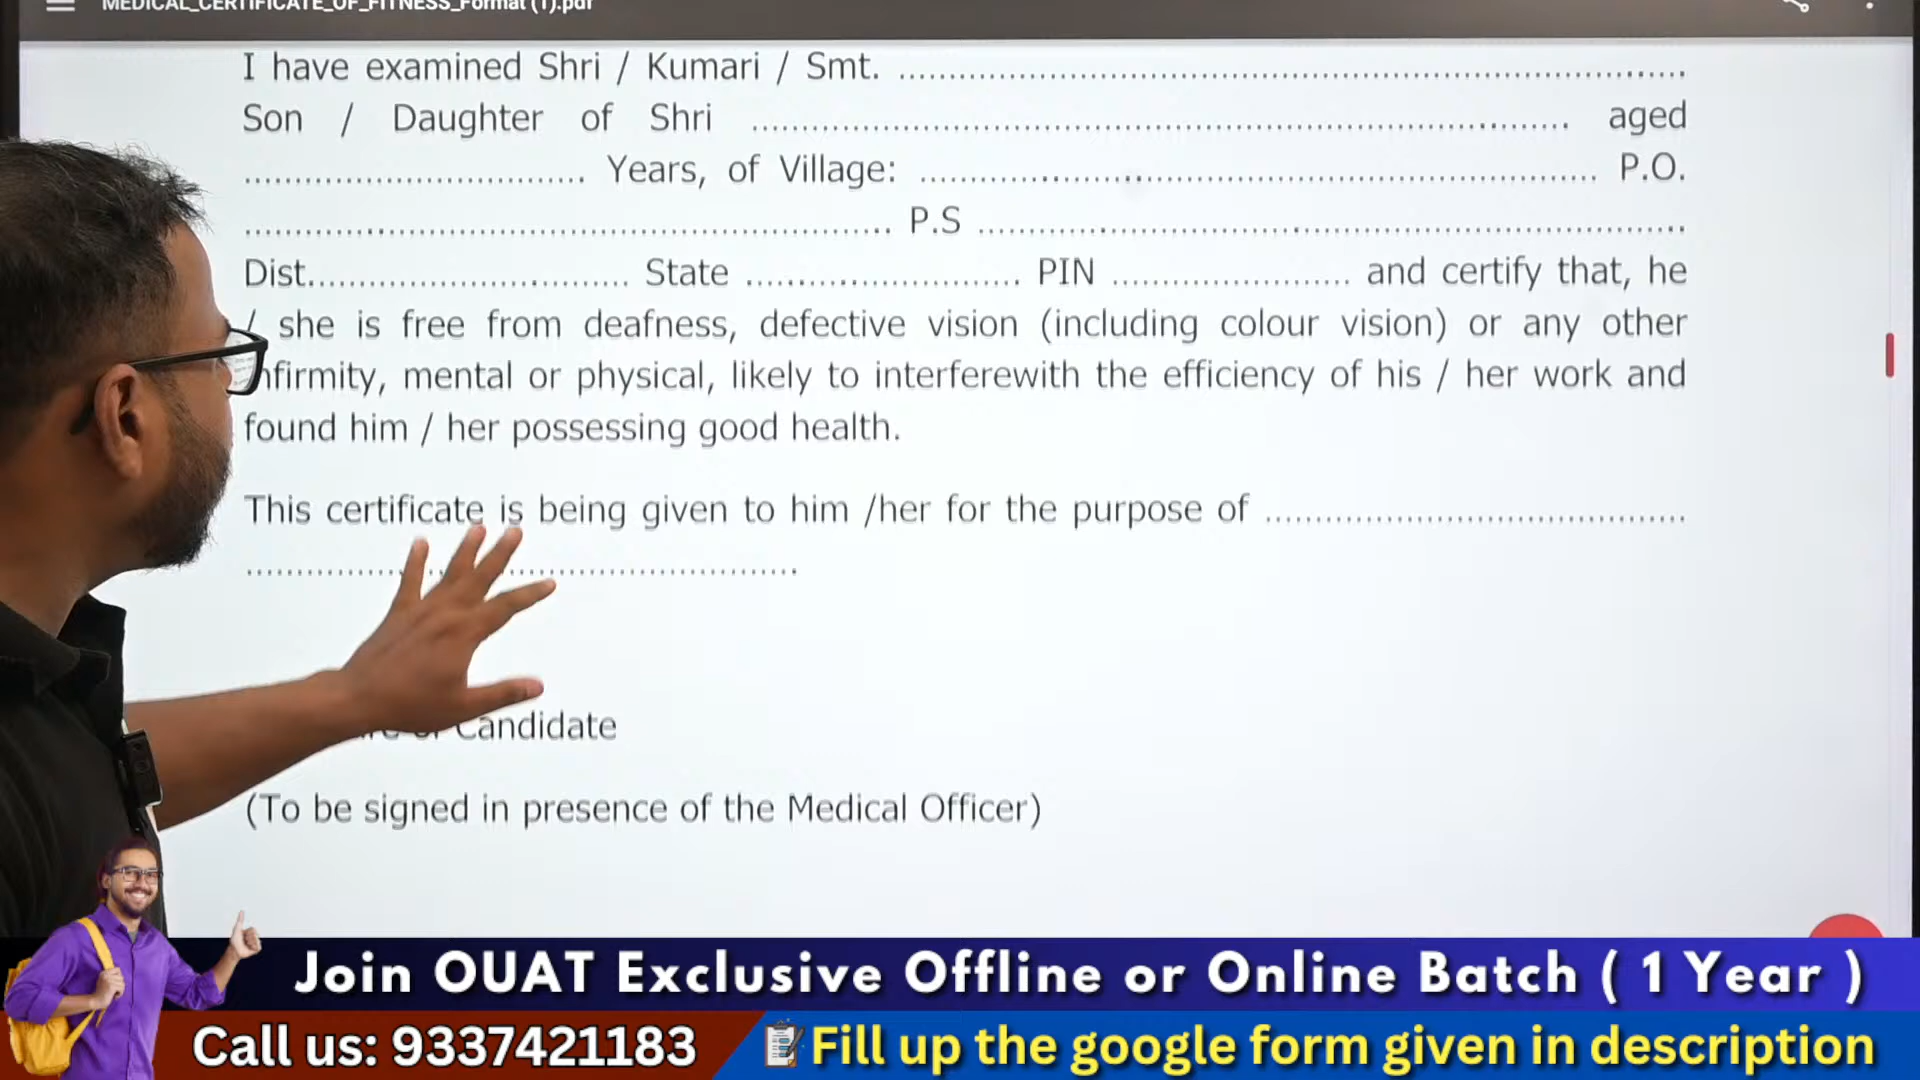 MEDICAL_CERTIFICATE_OF_FITNESS_Format (1).pdf
I have examined Shri / Kumari / Smt. ..........................................................................................
Son / Daughter of Shri .......................................................................................... aged
.................................. Years, of Village: .................................................................... P.O.
................................................................. P.S .......................................................................
Dist................................ State ........................... PIN ........................ and certify that, he
/ she is free from deafness, defective vision (including colour vision) or any other
nfirmity, mental or physical, likely to interferewith the efficiency of his / her work and
found him / her possessing good health.
This certificate is being given to him /her for the purpose of ..........................................
.......................................................
Candidate
(To be signed in presence of the Medical Officer)
Join OUAT Exclusive Offline or Online Batch ( 1 Year )
Call us: 9337421183
Fill up the google form given in description